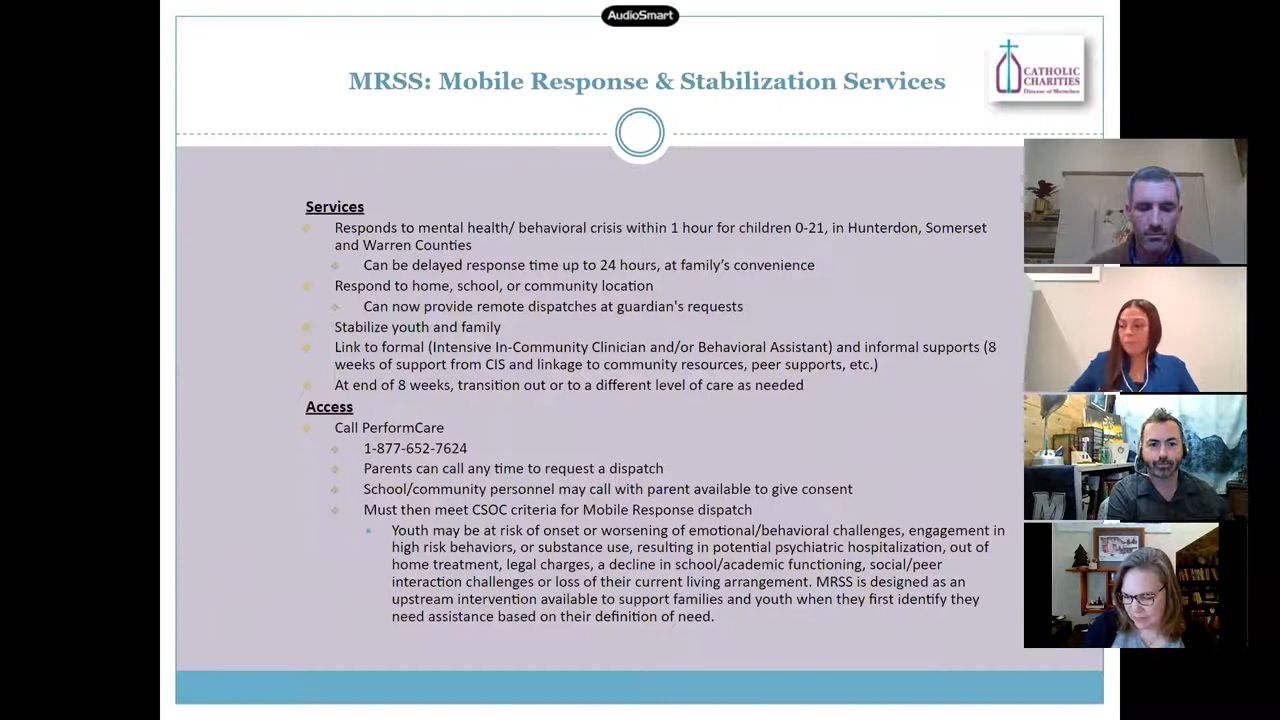 AudioSmart
MRSS: Mobile Response & Stabilization Services
CATHOLIC
CHARITIES
Diocese of Metuchen
Services
Responds to mental health/ behavioral crisis within 1 hour for children 0-21, in Hunterdon, Somerset
and Warren Counties
Can be delayed response time up to 24 hours, at family's convenience
Respond to home, school, or community location
Can now provide remote dispatches at guardian's requests
Stabilize youth and family
Link to formal (Intensive In-Community Clinician and/or Behavioral Assistant) and informal supports (8
weeks of support from CIS and linkage to community resources, peer supports, etc.)
At end of 8 weeks, transition out or to a different level of care as needed
Access
Call PerformCare
1-877-652-7624
Parents can call any time to request a dispatch
School/community personnel may call with parent available to give consent
Must then meet CSOC criteria for Mobile Response dispatch
Youth may be at risk of onset or worsening of emotional/behavioral challenges, engagement in
high risk behaviors, or substance use, resulting in potential psychiatric hospitalization, out of
home treatment, legal charges, a decline in school/academic functioning, social/peer
interaction challenges or loss of their current living arrangement. MRSS is designed as an
upstream intervention available to support families and youth when they first identify they
need assistance based on their definition of need.